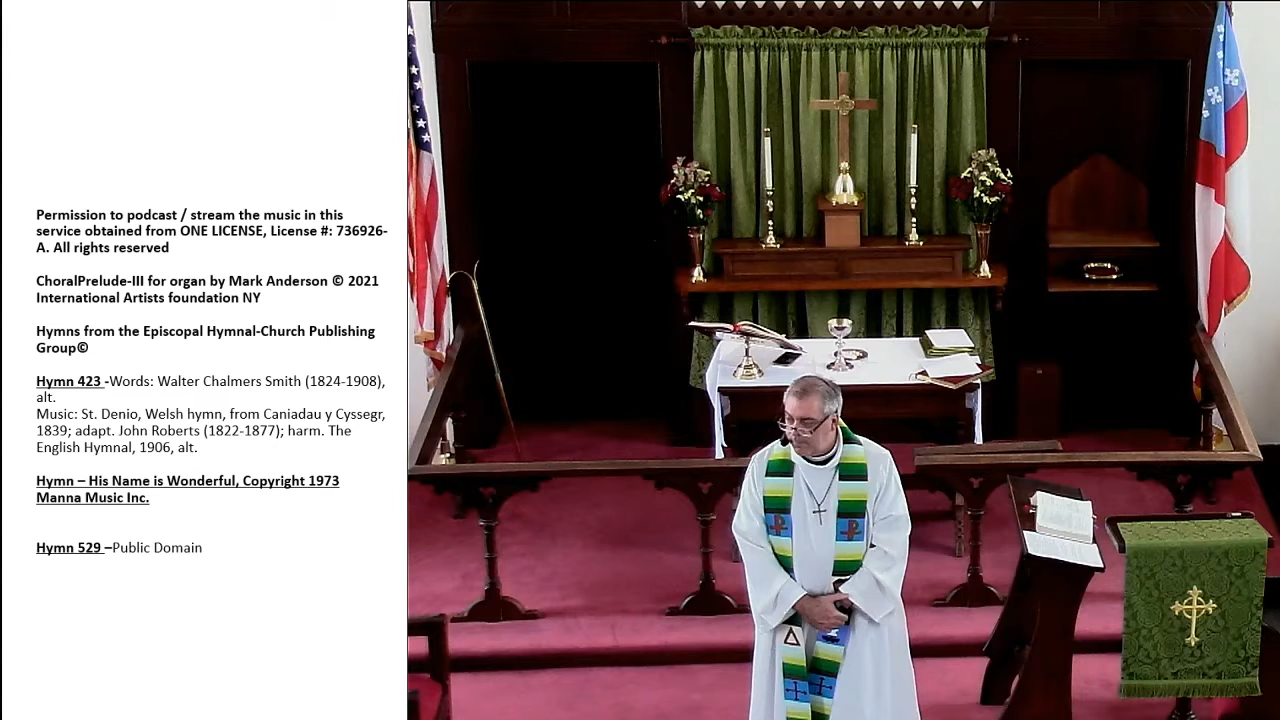 Permission to podcast / stream the music in this
service obtained from ONE LICENSE, License #: 736926-
A. All rights reserved
ChoralPrelude-III for organ by Mark Anderson © 2021
International Artists foundation NY
Hymns from the Episcopal Hymnal-Church Publishing
Group©
Hymn 423 -Words: Walter Chalmers Smith (1824-1908),
alt.
Music: St. Denio, Welsh hymn, from Caniadau y Cyssegr,
1839; adapt. John Roberts (1822-1877); harm. The
English Hymnal, 1906, alt.
Hymn – His Name is Wonderful, Copyright 1973
Manna Music Inc.
Hymn 529 –Public Domain